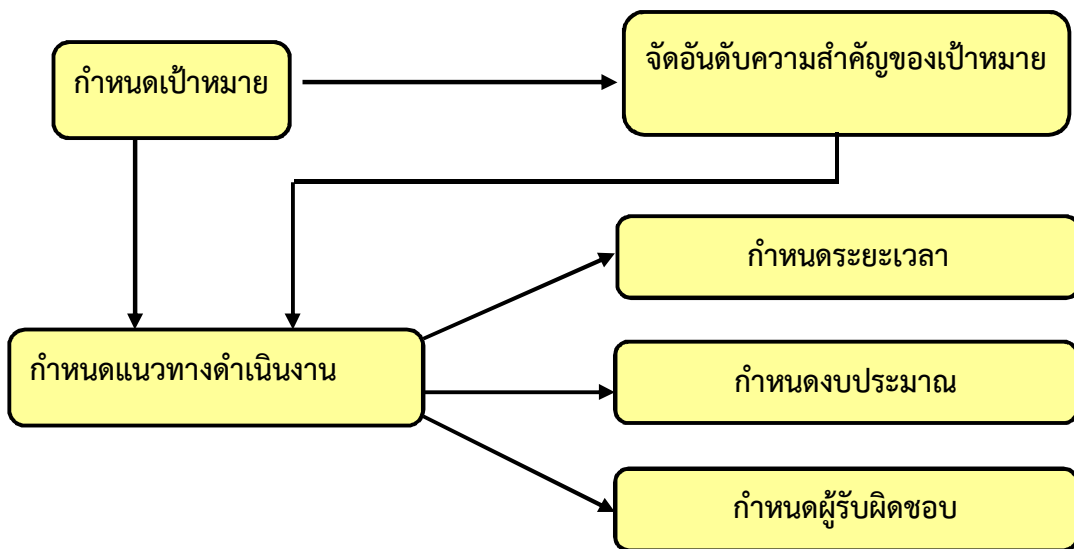 กำหนดเป้าหมาย
จัดอันดับความสำคัญของเป้าหมาย
กำหนดระยะเวลา
กำหนดแนวทางดำเนินงาน
กำหนดงบประมาณ
กำหนดผู้รับผิดชอบ